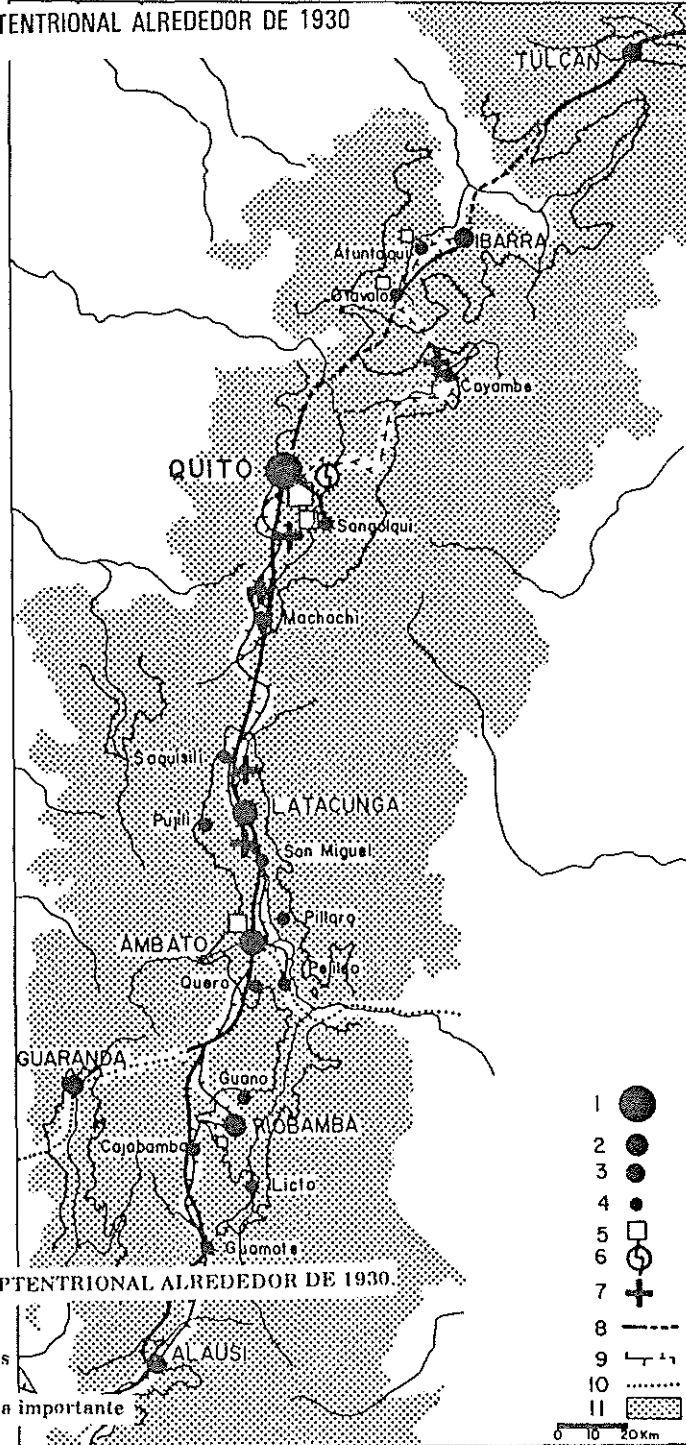 TENTRIONAL ALREDEDOR DE 1930
TULCAN
IBARRA
Atuntaqui
Otavalo
Cayambe
QUITO
Sangolqui
Machachi
Saquisili
LATACUNGA
Pujili
San Miguel
Pillaro
AMBATO
Pelileo
Quero
GUARANDA
Guano
RIOBAMBA
Cajabamba
Licto
Guamote
PTENTRIONAL ALREDEDOR DE 1930.
s
ALAUSI
a importante
1
2
3
4
5
6
7
8
9
10
11
0 10 20Km